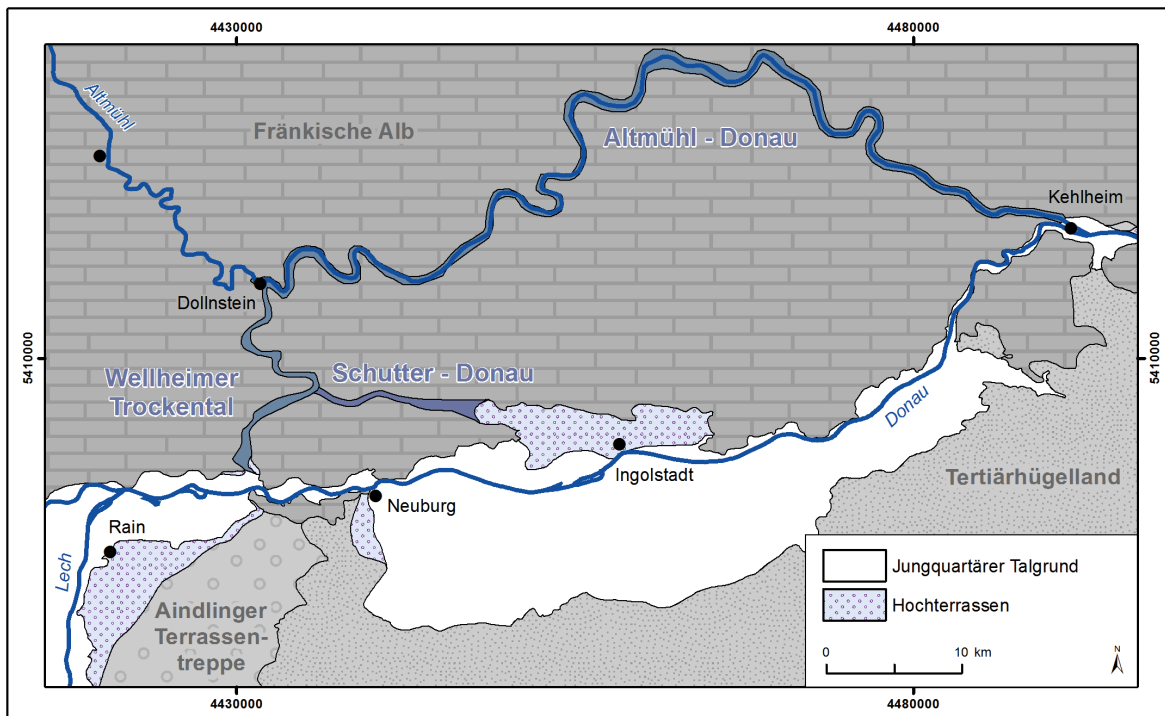 4430000
4480000
Altmühl
Fränkische Alb
Altmühl - Donau
Kehlheim
Dollnstein
5410000
5410000
Wellheimer
Trockental
Schutter - Donau
Donau
Ingolstadt
Tertiärhügelland
Neuburg
Rain
Lech
Aindlinger
Terrassen-
treppe
Jungquartärer Talgrund
Hochterrassen
0
10 km
N
4430000
4480000